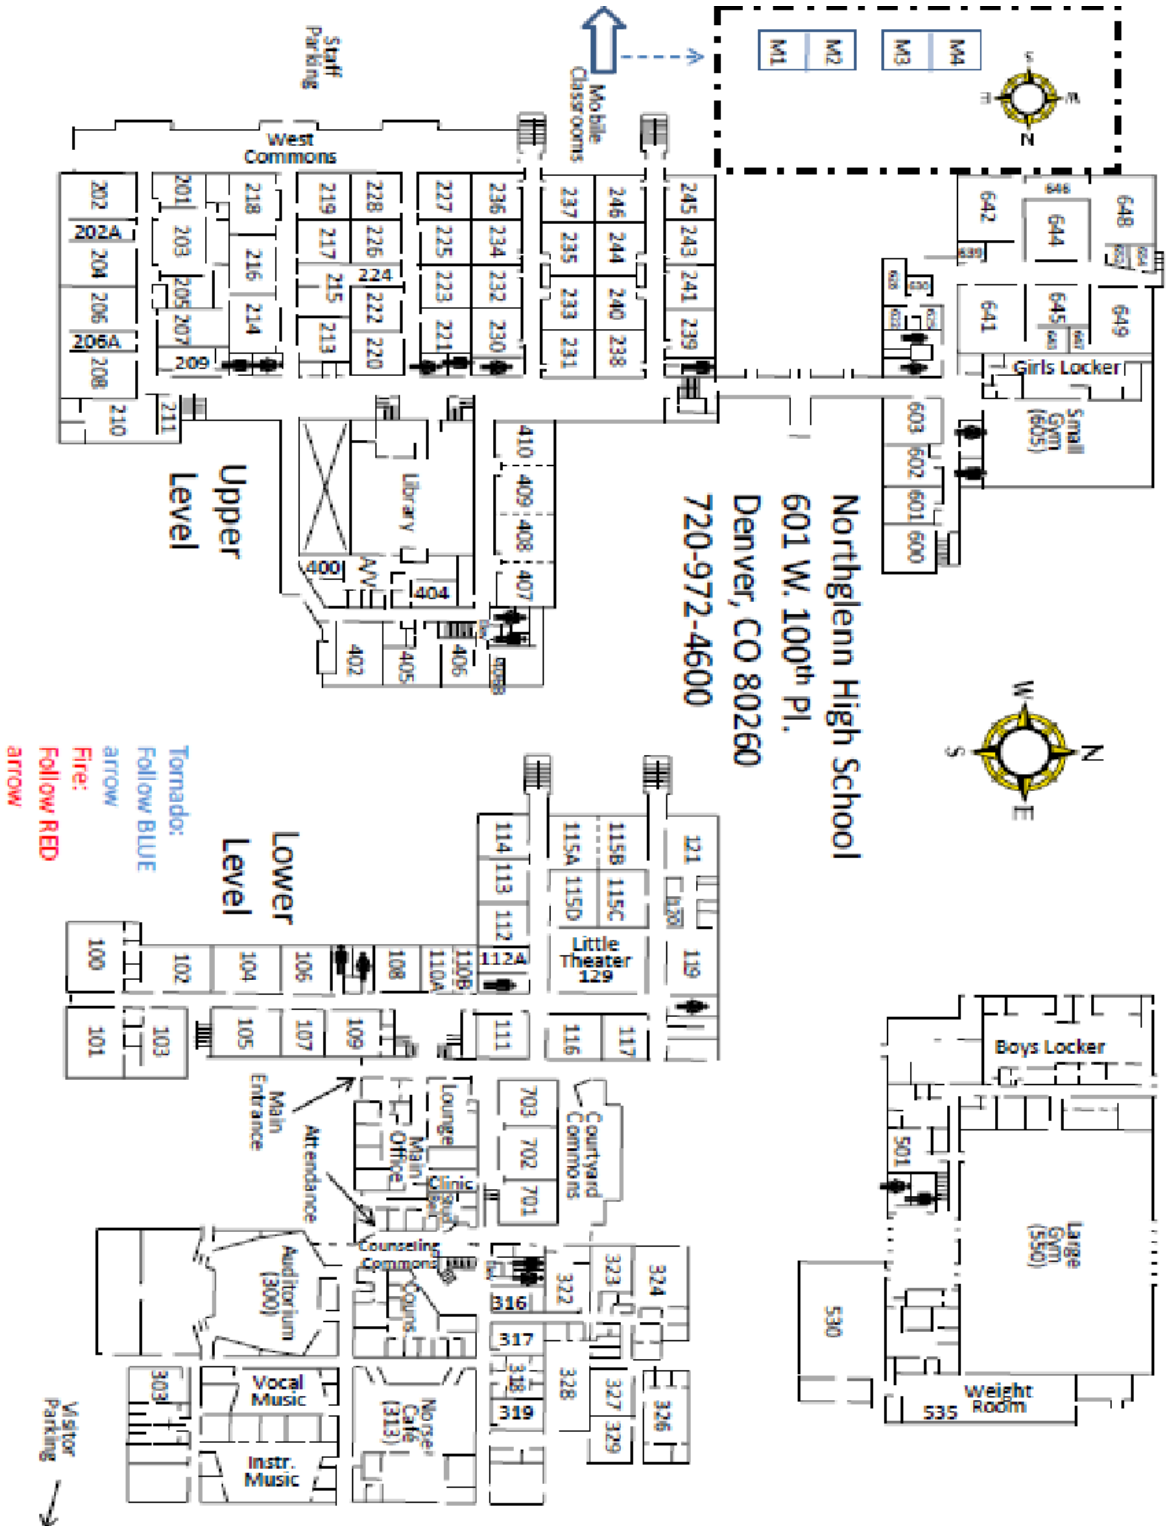 Northglenn High School
601 W. 100th Pl.
Denver, CO 80260
720-972-4600
M1
M2
M3
M4
N
W
E
Mobile
Classrooms
Staff
Parking
West
Commons
202
202A
204
206
206A
208
210
201
203
205
207
209
211
218
216
214
219
217
215
213
228
226
224
222
220
227
225
223
221
236
234
232
230
237
235
233
231
246
244
240
238
245
243
241
239
642
646
644
648
639
641
645
649
Girls Locker
Small
Gym
(605)
603
602
601
600
410
409
408
407
Library
A/V
400
404
402
405
406
406B
Upper
Level
W
N
S
E
Tornado:
Follow BLUE
arrow
Fire:
Follow RED
arrow
Lower
Level
114
113
112
112A
115A
115B
115D
115C
Little
Theater
129
121
120
119
100
102
104
106
108
110A
110B
101
103
105
107
109
111
116
117
Main
Entrance
Attendance
Lounge
Main
Office
Clinic
703
702
701
Courtyard
Commons
Counseling
Commons
Couns
Auditorium
(300)
316
317
318
319
322
323
324
328
327
329
326
303
Vocal
Music
Instr.
Music
Norse
Café
(313)
Visitor
Parking
Boys Locker
501
Large
Gym
(550)
530
Weight
Room
535